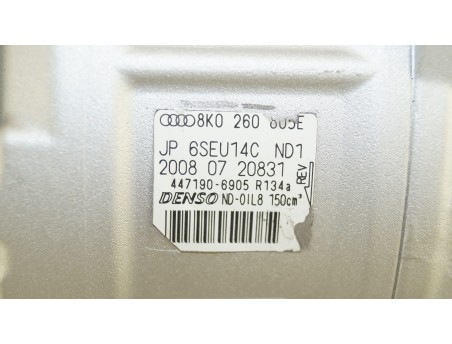 8K0 260 805E
JP 6SEU14C ND1
2008 07 20831
REV
447190-6905 R134a
DENSO ND-OIL8 150cm³